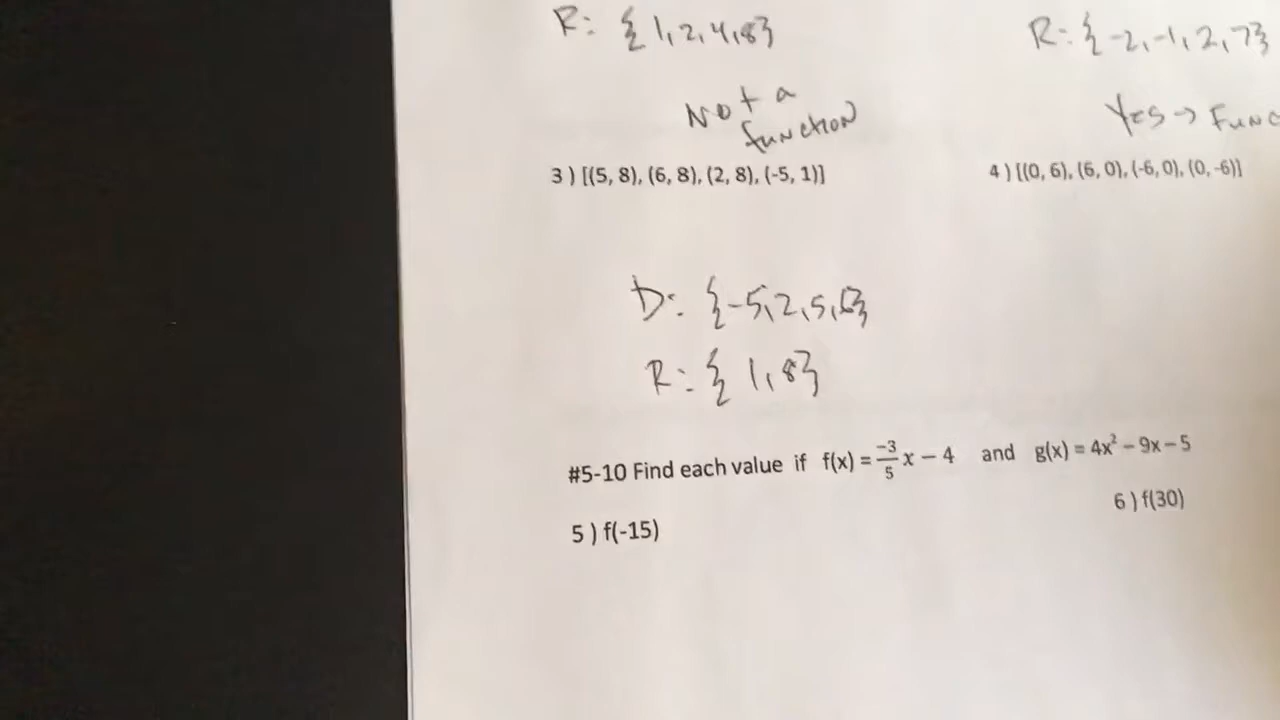 R: { 1, 2, 4, 8}
R: { -2, -1, 2, 7}
Not a
function
Yes → Func
3 ) [(5, 8), (6, 8), (2, 8), (-5, 1)]
4 ) [(0, 6), (6, 0), (-6, 0), (0, -6)]
D: {-5, 2, 5, 6}
R: { 1, 8}
#5-10 Find each value if f(x) = -3/5 x – 4 and g(x) = 4x² – 9x – 5
5 ) f(-15)
6 ) f(30)